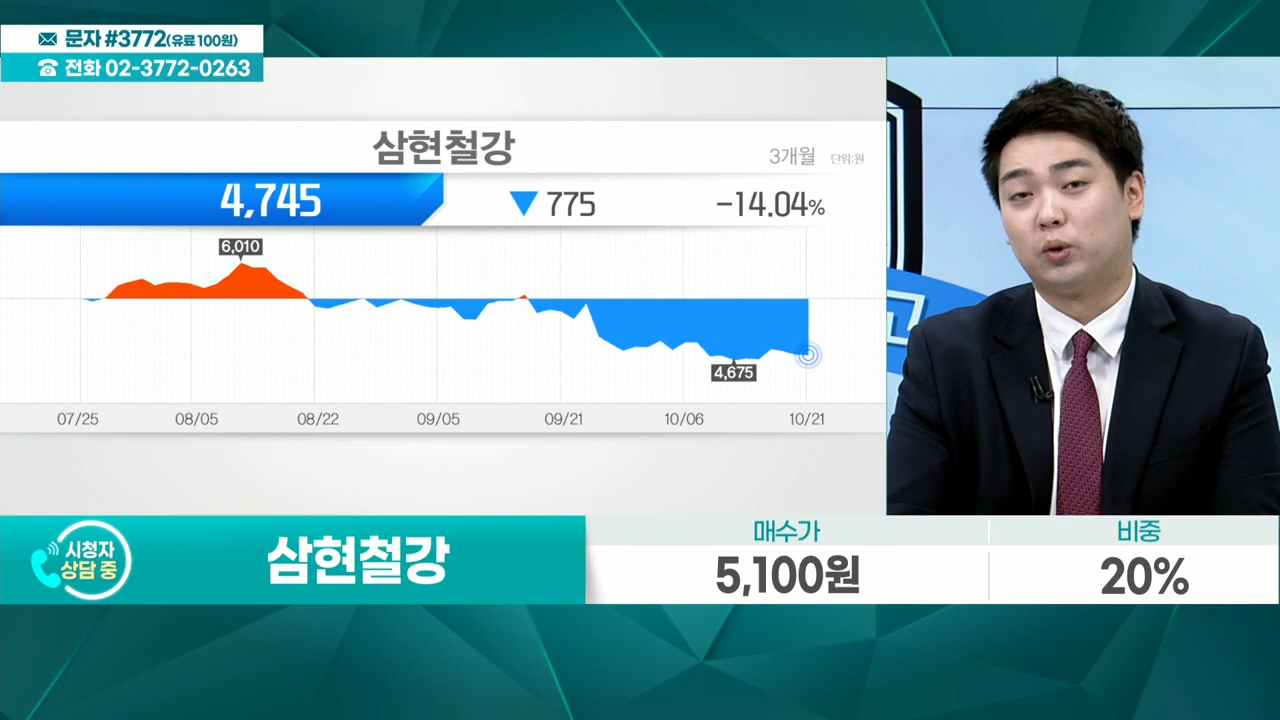 문자 #3772(유료 100원)
전화 02-3772-0263
삼현철강
3개월 단위:원
4,745 ▼ 775 -14.04%
6,010
4,675
07/25 08/05 08/22 09/05 09/21 10/06 10/21
시청자
상담 중
삼현철강
매수가 비중
5,100원 20%